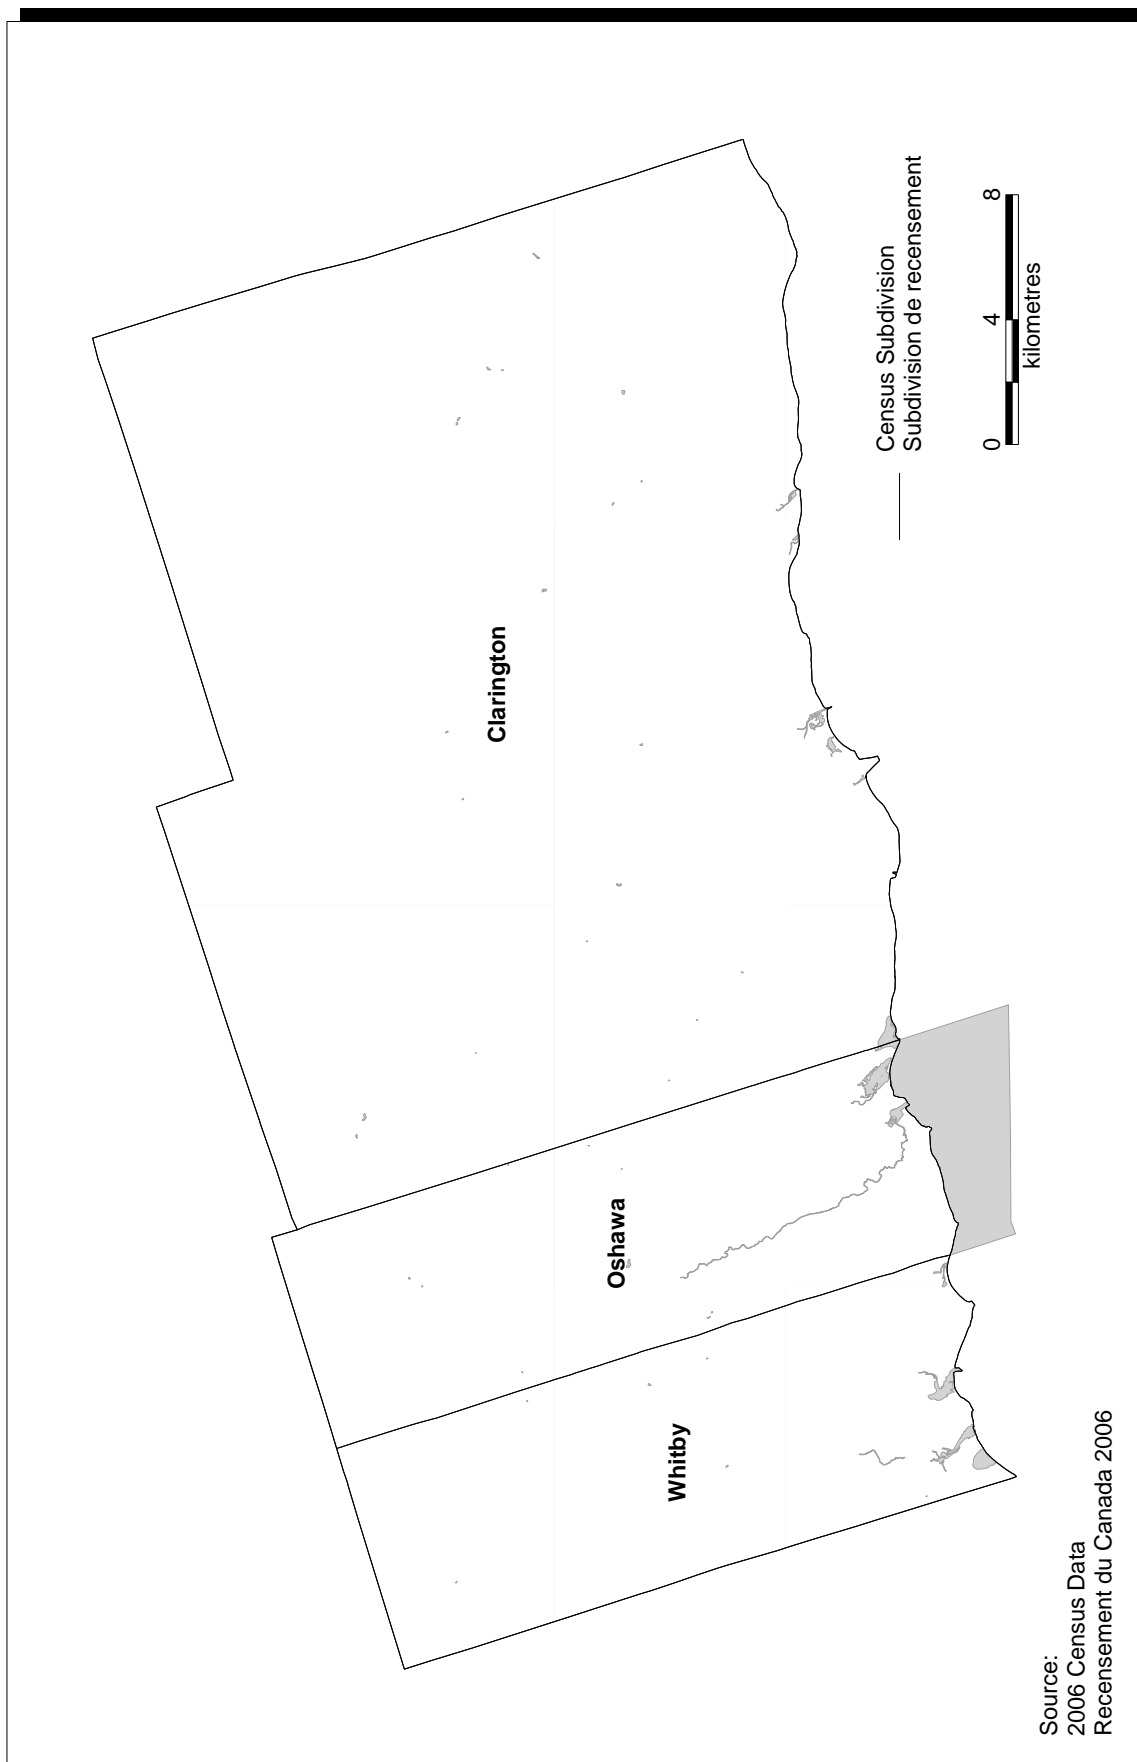 Clarington
Oshawa
Whitby
Census Subdivision
Subdivision de recensement
0 4 8
kilometres
Source:
2006 Census Data
Recensement du Canada 2006